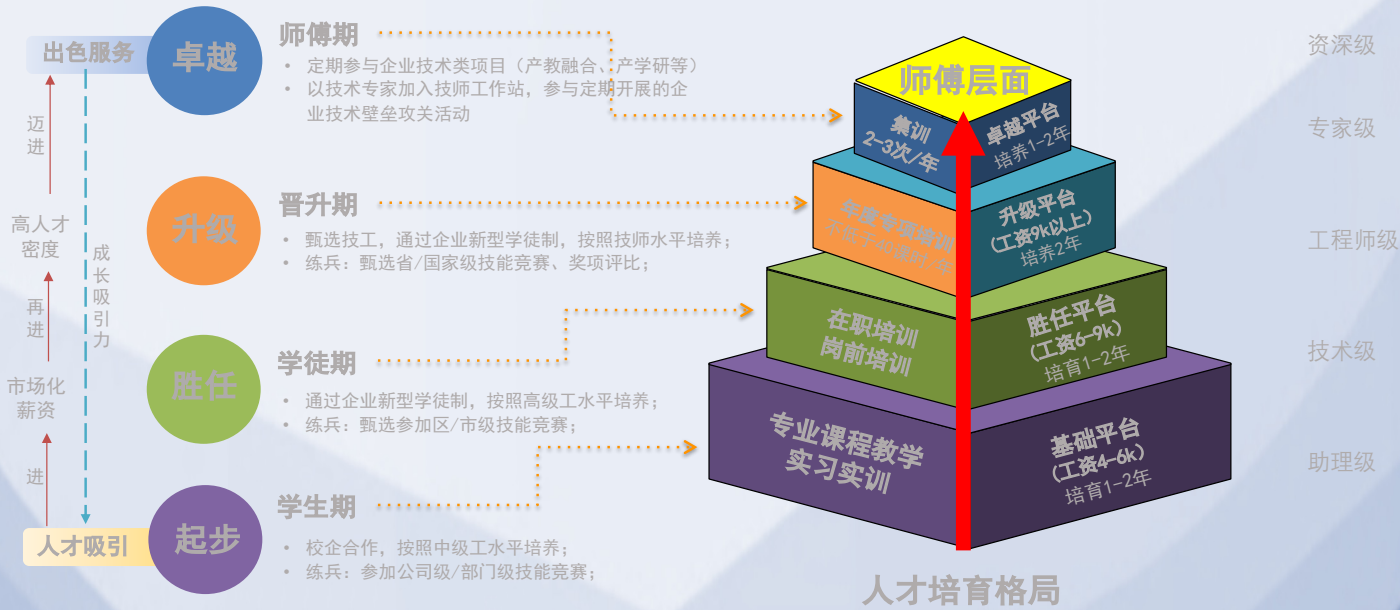 出色服务
迈
进
高人才
密度
再
进
市场化
薪资
进
成
长
吸
引
力
人才吸引
卓越
师傅期
• 定期参与企业技术类项目（产教融合、产学研等）
• 以技术专家加入技师工作站，参与定期开展的企
业技术壁垒攻关活动
升级
晋升期
• 甄选技工，通过企业新型学徒制，按照技师水平培养；
• 练兵：甄选省/国家级技能竞赛、奖项评比；
胜任
学徒期
• 通过企业新型学徒制，按照高级工水平培养；
• 练兵：甄选参加区/市级技能竞赛；
起步
学生期
• 校企合作，按照中级工水平培养；
• 练兵：参加公司级/部门级技能竞赛；
师傅层面
集训
2-3次/年
卓越平台
培养1-2年
年度专项培训
升级平台
(工资9k以上)
培养2年
在职培训
岗前培训
胜任平台
(工资6-9k)
培育1-2年
专业课程教学
实习实训
基础平台
(工资4-6k)
培育1-2年
人才培育格局
资深级
专家级
工程师级
技术级
助理级